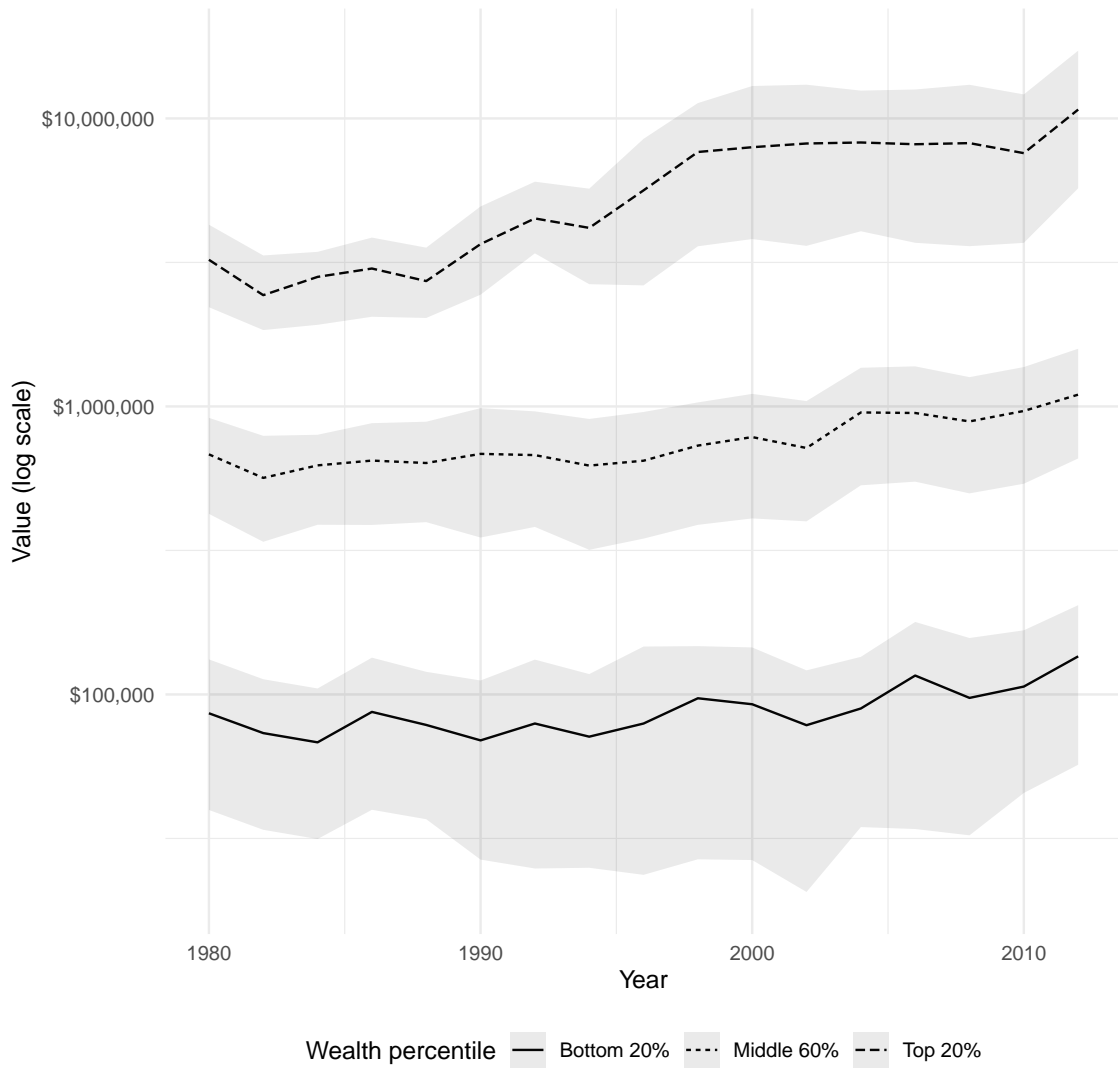 $10,000,000
$1,000,000
$100,000
Value (log scale)
1980 1990 2000 2010
Year
Wealth percentile Bottom 20% Middle 60% Top 20%